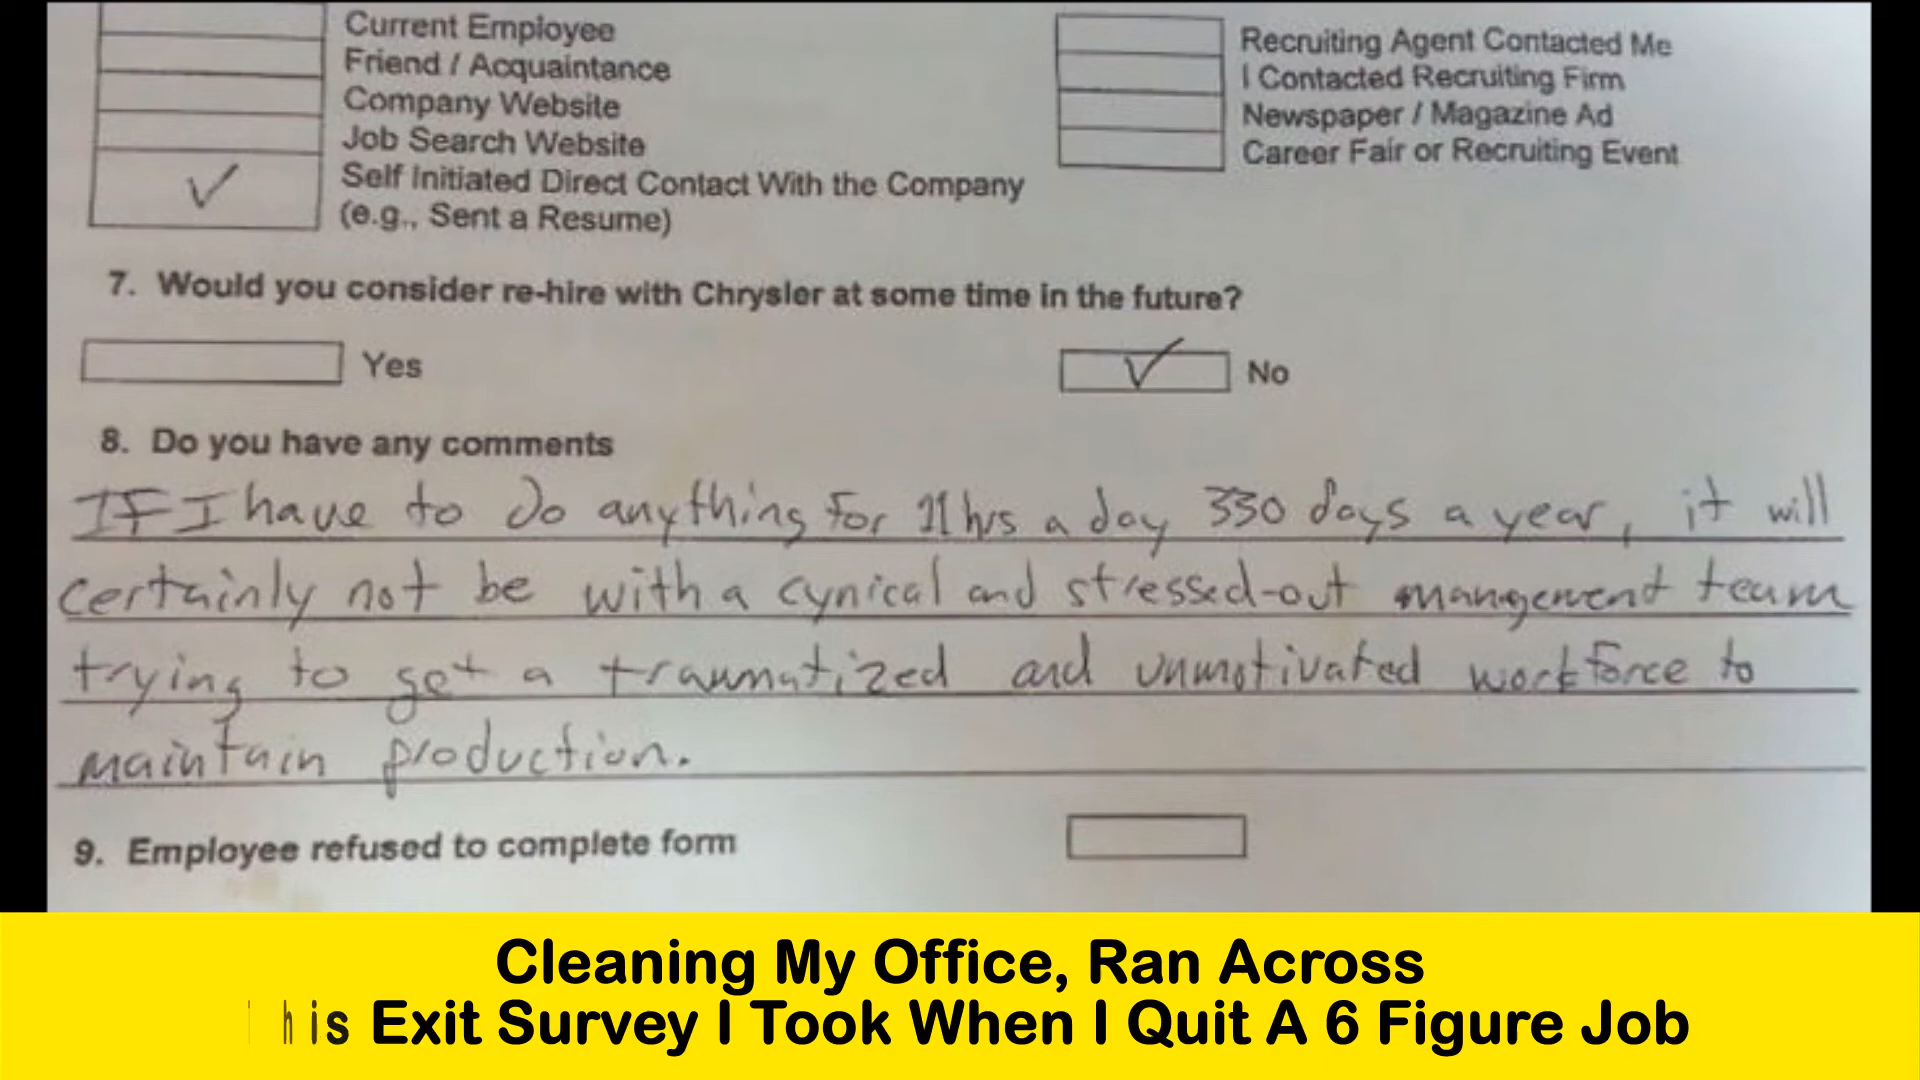 Current Employee
Friend / Acquaintance
Company Website
Job Search Website
Self Initiated Direct Contact With the Company
(e.g., Sent a Resume)
Recruiting Agent Contacted Me
I Contacted Recruiting Firm
Newspaper / Magazine Ad
Career Fair or Recruiting Event
7. Would you consider re-hire with Chrysler at some time in the future?
Yes
No
8. Do you have any comments
IF I have to do anything for 11 hrs a day 330 days a year, it will
certainly not be with a cynical and stressed-out management team
trying to get a traumatized and unmotivated workforce to
maintain production.
9. Employee refused to complete form
Cleaning My Office, Ran Across
his Exit Survey I Took When I Quit A 6 Figure Job